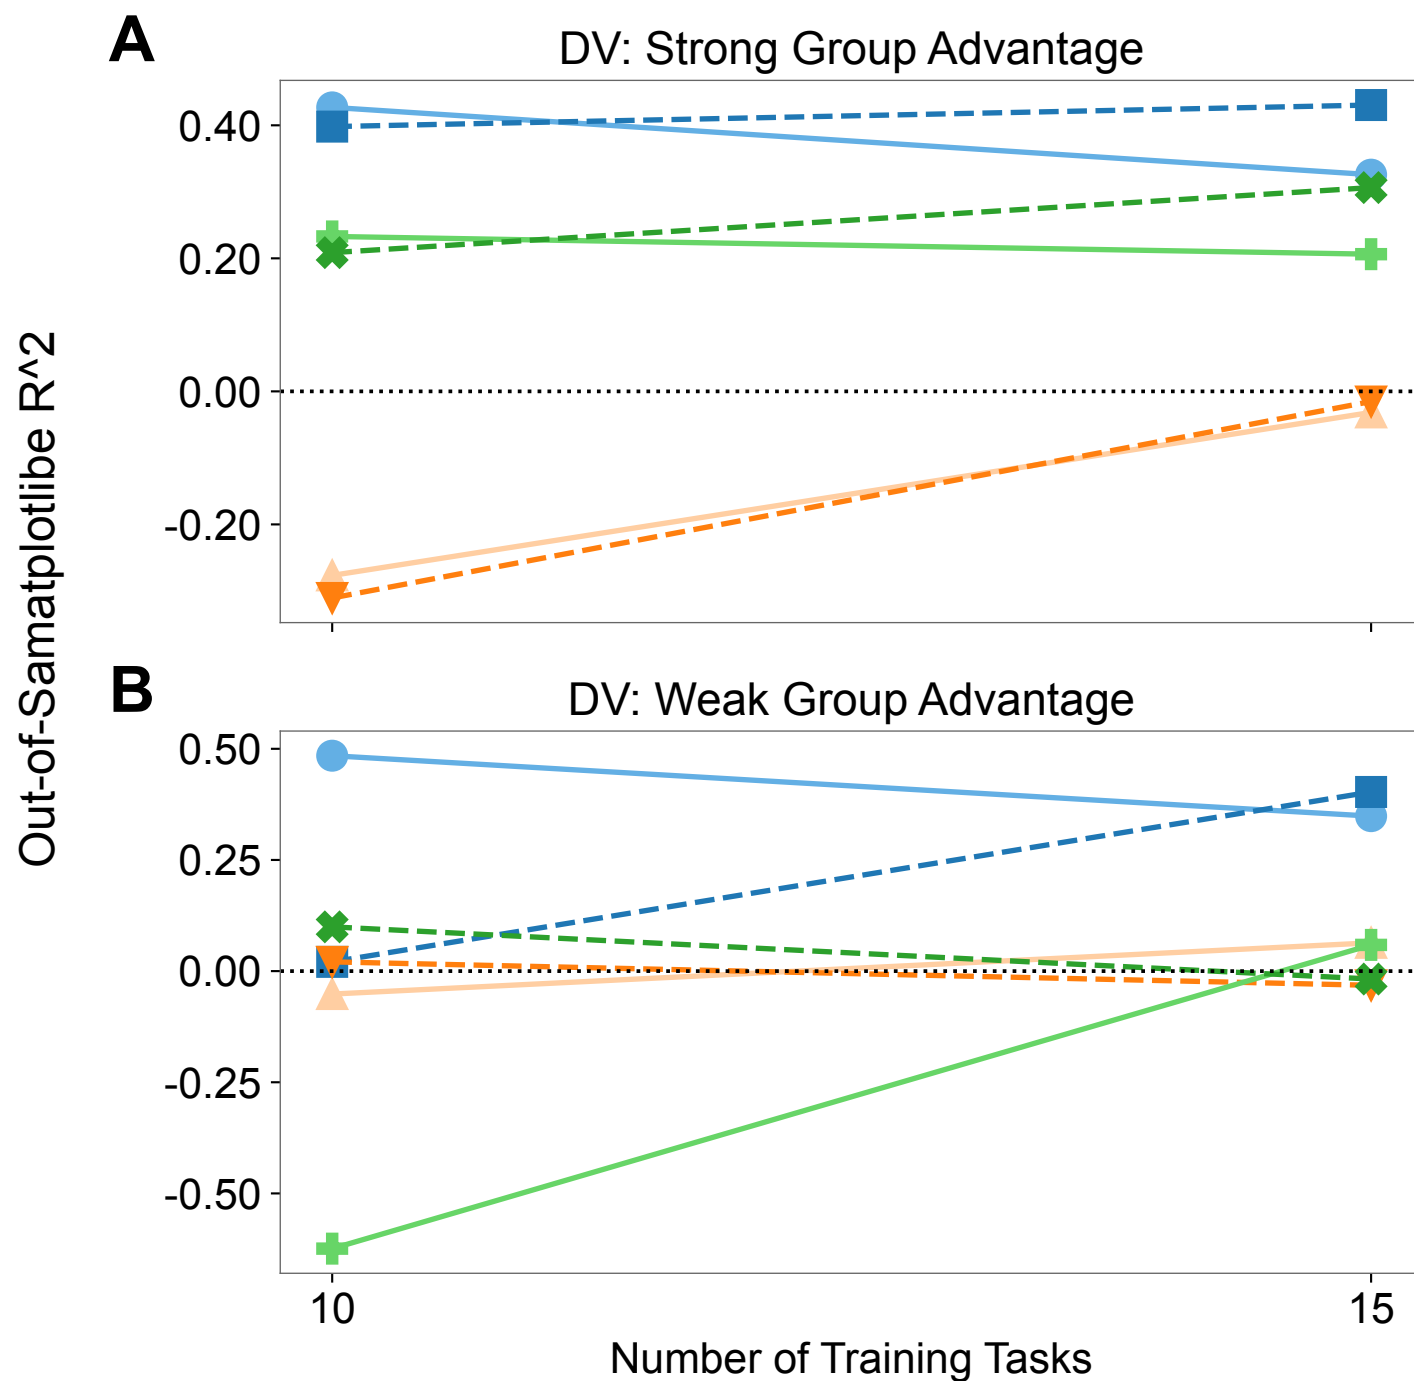 A
DV: Strong Group Advantage
0.40
0.20
0.00
-0.20
Out-of-Samatplotlibe R^2
B
DV: Weak Group Advantage
0.50
0.25
0.00
-0.25
-0.50
10
15
Number of Training Tasks